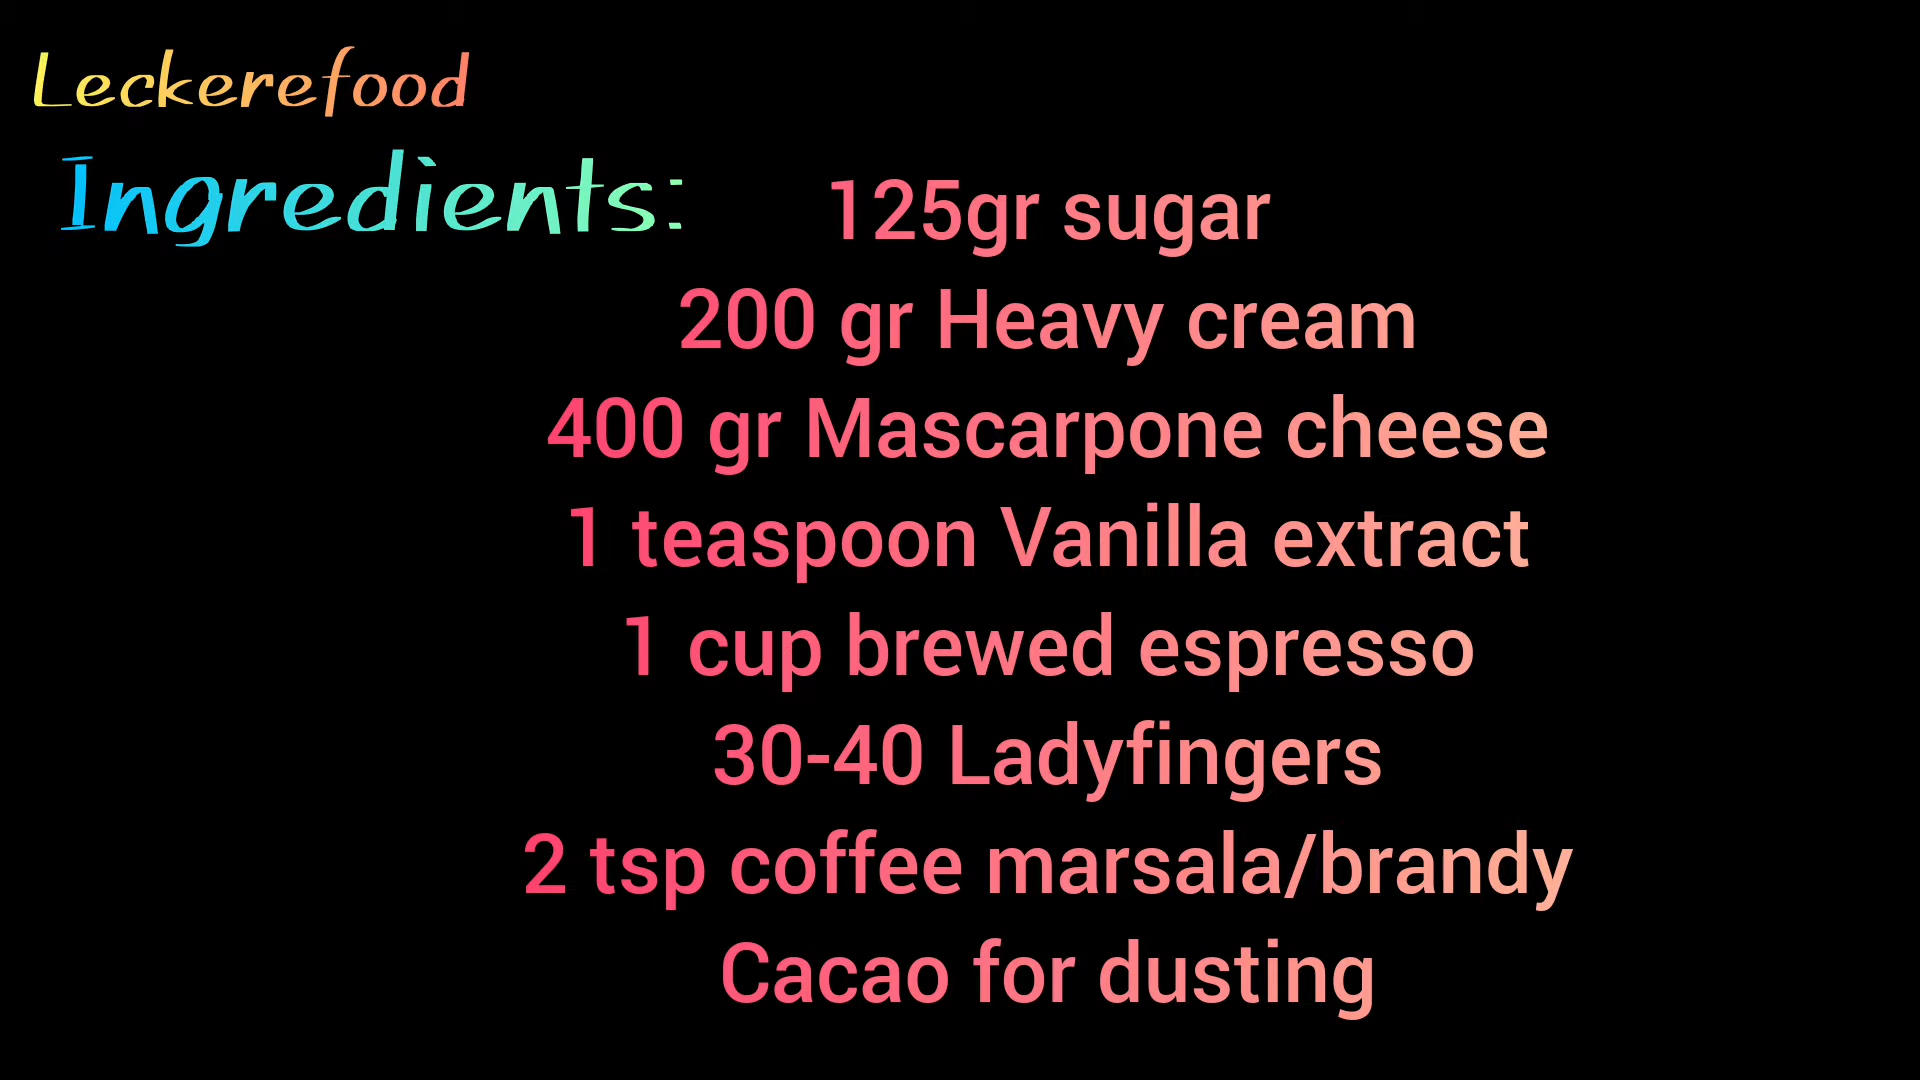 Leckerefood
Ingredients:
125gr sugar
200 gr Heavy cream
400 gr Mascarpone cheese
1 teaspoon Vanilla extract
1 cup brewed espresso
30-40 Ladyfingers
2 tsp coffee marsala/brandy
Cacao for dusting